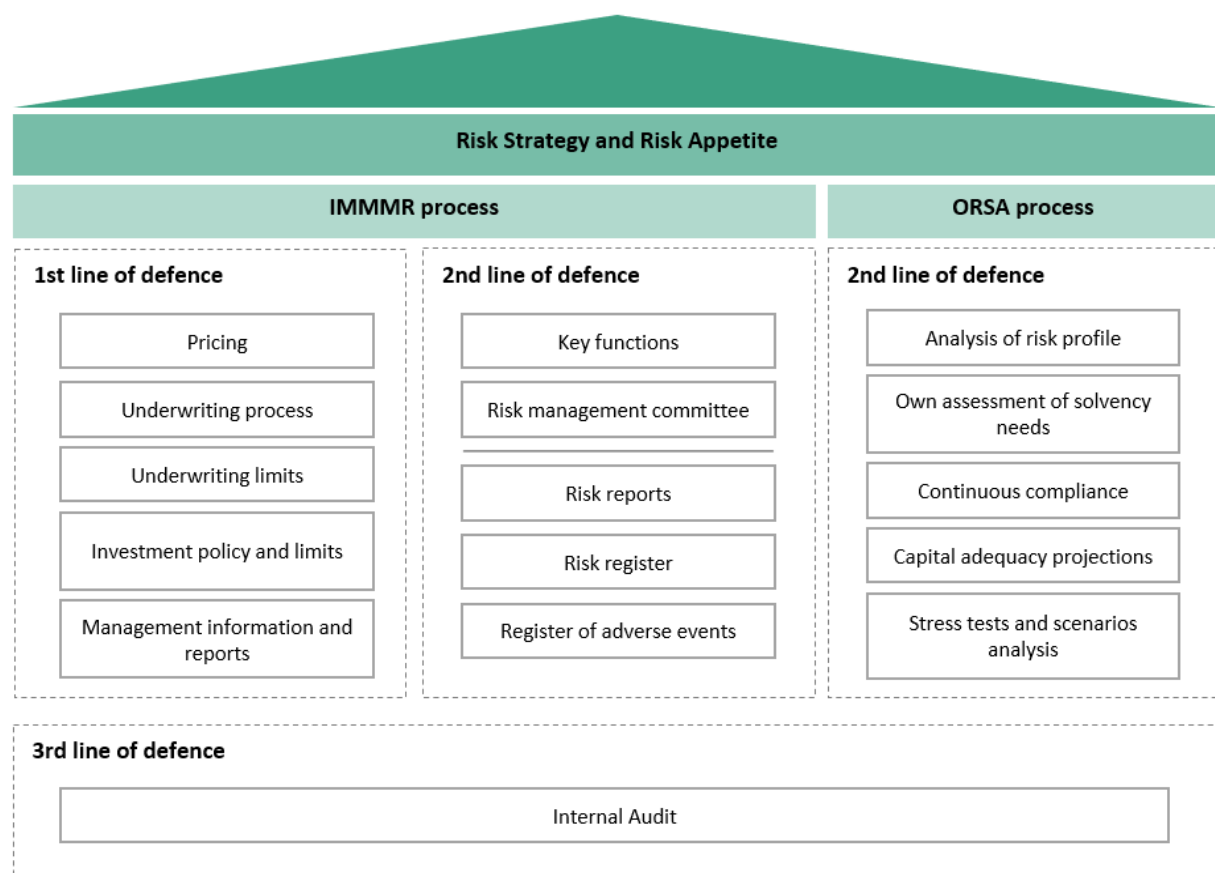 Risk Strategy and Risk Appetite
IMMMR process
ORSA process
1st line of defence
Pricing
Underwriting process
Underwriting limits
Investment policy and limits
Management information and
reports
2nd line of defence
Key functions
Risk management committee
Risk reports
Risk register
Register of adverse events
2nd line of defence
Analysis of risk profile
Own assessment of solvency
needs
Continuous compliance
Capital adequacy projections
Stress tests and scenarios
analysis
3rd line of defence
Internal Audit